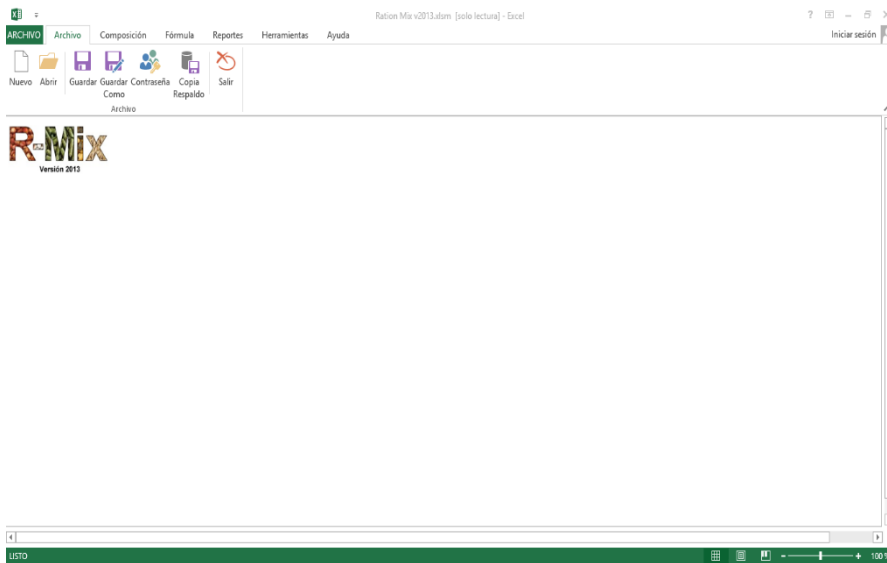 Ration Mix v2013.xlsm [solo lectura] - Excel
?
ARCHIVO Archivo Composición Fórmula Reportes Herramientas Ayuda Iniciar sesión
Nuevo Abrir Guardar Guardar Como Contraseña Copia Respaldo Salir
Archivo
R-Mix
Versión 2013
LISTO 100%